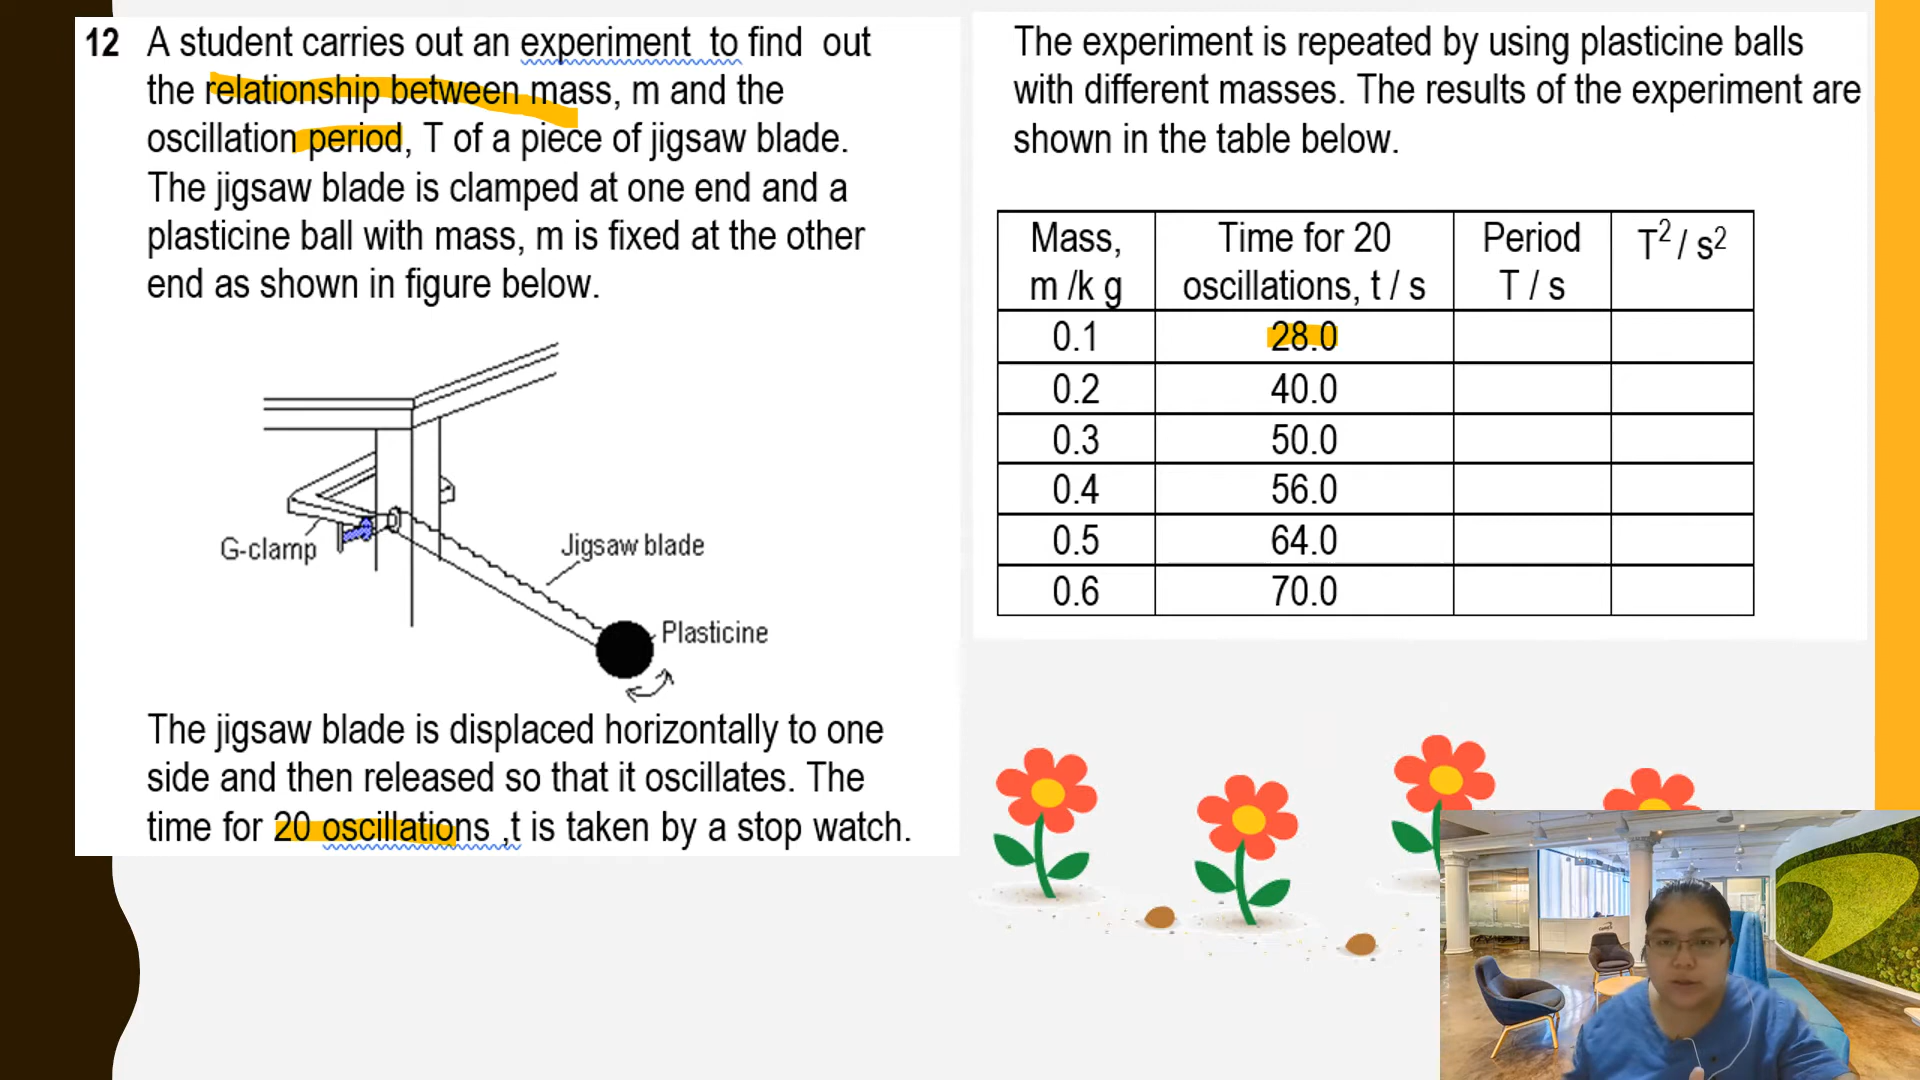 12 A student carries out an experiment to find out
the relationship between mass, m and the
oscillation period, T of a piece of jigsaw blade.
The jigsaw blade is clamped at one end and a
plasticine ball with mass, m is fixed at the other
end as shown in figure below.
G-clamp
Jigsaw blade
Plasticine
The jigsaw blade is displaced horizontally to one
side and then released so that it oscillates. The
time for 20 oscillations ,t is taken by a stop watch.
The experiment is repeated by using plasticine balls
with different masses. The results of the experiment are
shown in the table below.
Mass, Time for 20 Period T² / s²
m /k g oscillations, t / s T / s
0.1 28.0
0.2 40.0
0.3 50.0
0.4 56.0
0.5 64.0
0.6 70.0